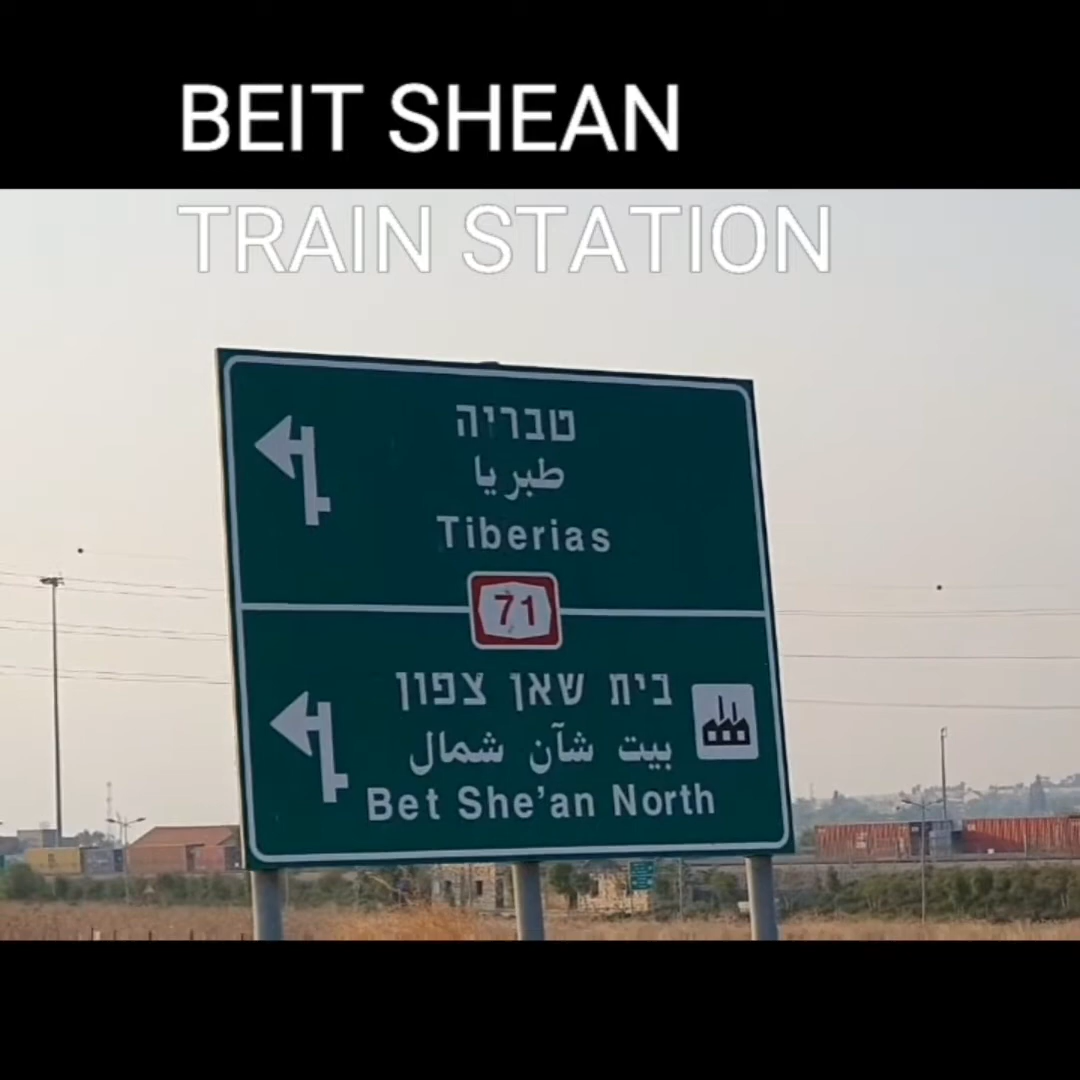 BEIT SHEAN
TRAIN STATION
טבריה
طبريا
Tiberias
71
בית שאן צפון
بيت شآن شمال
Bet She'an North